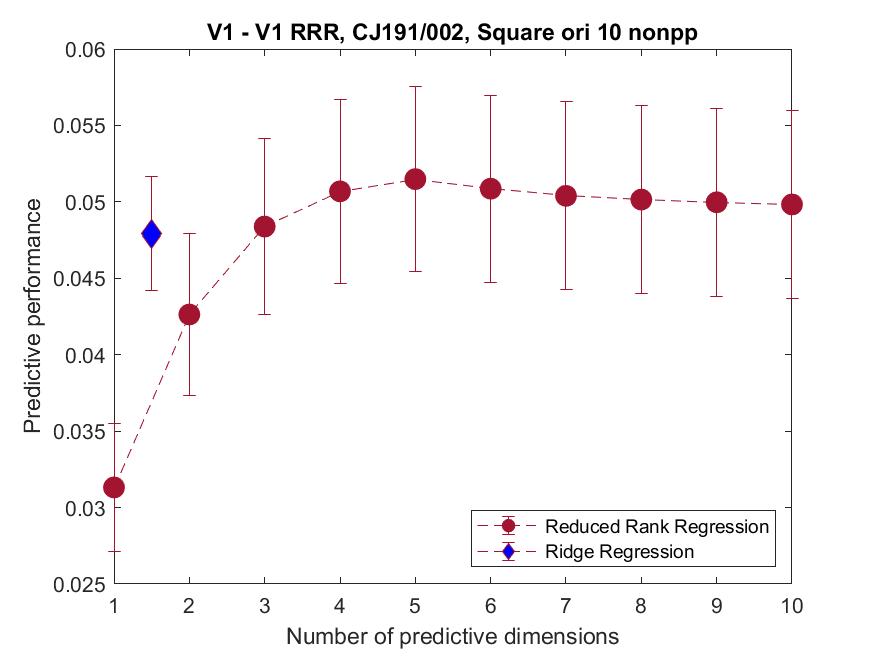 V1 - V1 RRR, CJ191/002, Square ori 10 nonpp
0.06
0.055
0.05
0.045
0.04
0.035
0.03
0.025
Predictive performance
Reduced Rank Regression
Ridge Regression
1 2 3 4 5 6 7 8 9 10
Number of predictive dimensions